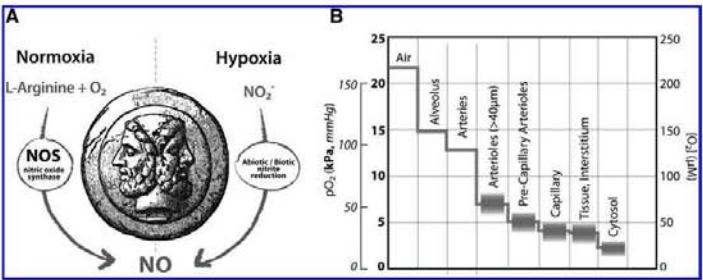 A
Normoxia
Hypoxia
L-Arginine + O₂
NO₂⁻
NOS
nitric oxide
synthase
Abiotic / Biotic
nitrite
reduction
NO
B
pO₂ (kPa, mmHg)
150
100
50
0
25
20
15
10
5
0
Air
Alveolus
Arteries
Arterioles (>40μm)
Pre-Capillary Arterioles
Capillary
Tissue, Interstitium
Cytosol
250
200
150
100
50
0
[O₂] (μM)